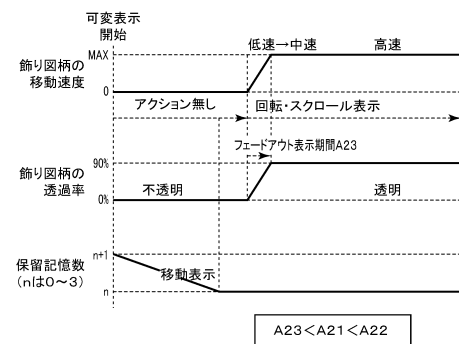 可変表示
開始
飾り図柄の
移動速度
MAX
0
低速→中速
高速
アクション無し
回転・スクロール表示
フェードアウト表示期間A23
飾り図柄の
透過率
90%
0%
不透明
透明
保留記憶数
(nは0～3)
n+1
n
移動表示
A23＜A21＜A22